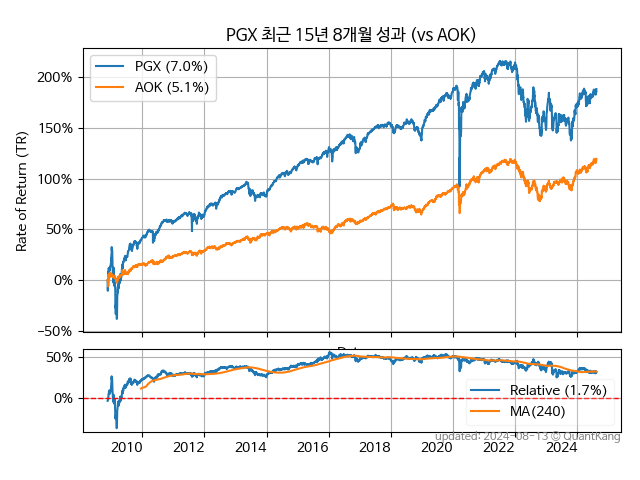 PGX 최근 15년 8개월 성과 (vs AOK)
PGX (7.0%)
AOK (5.1%)
Rate of Return (TR)
200%
150%
100%
50%
0%
−50%
50%
0%
Relative (1.7%)
MA(240)
2010 2012 2014 2016 2018 2020 2022 2024
updated: 2024-08-13 © QuantKang